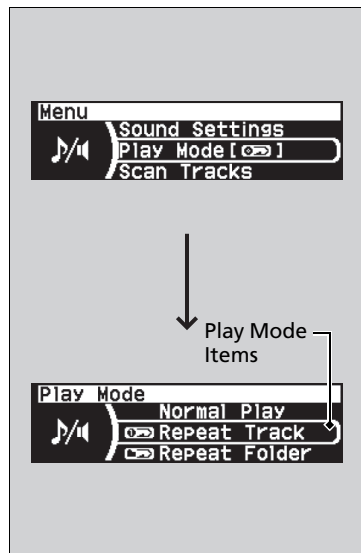 Menu
Sound Settings
Play Mode[ ]
Scan Tracks
Play Mode
Items
Play Mode
Normal Play
Repeat Track
Repeat Folder